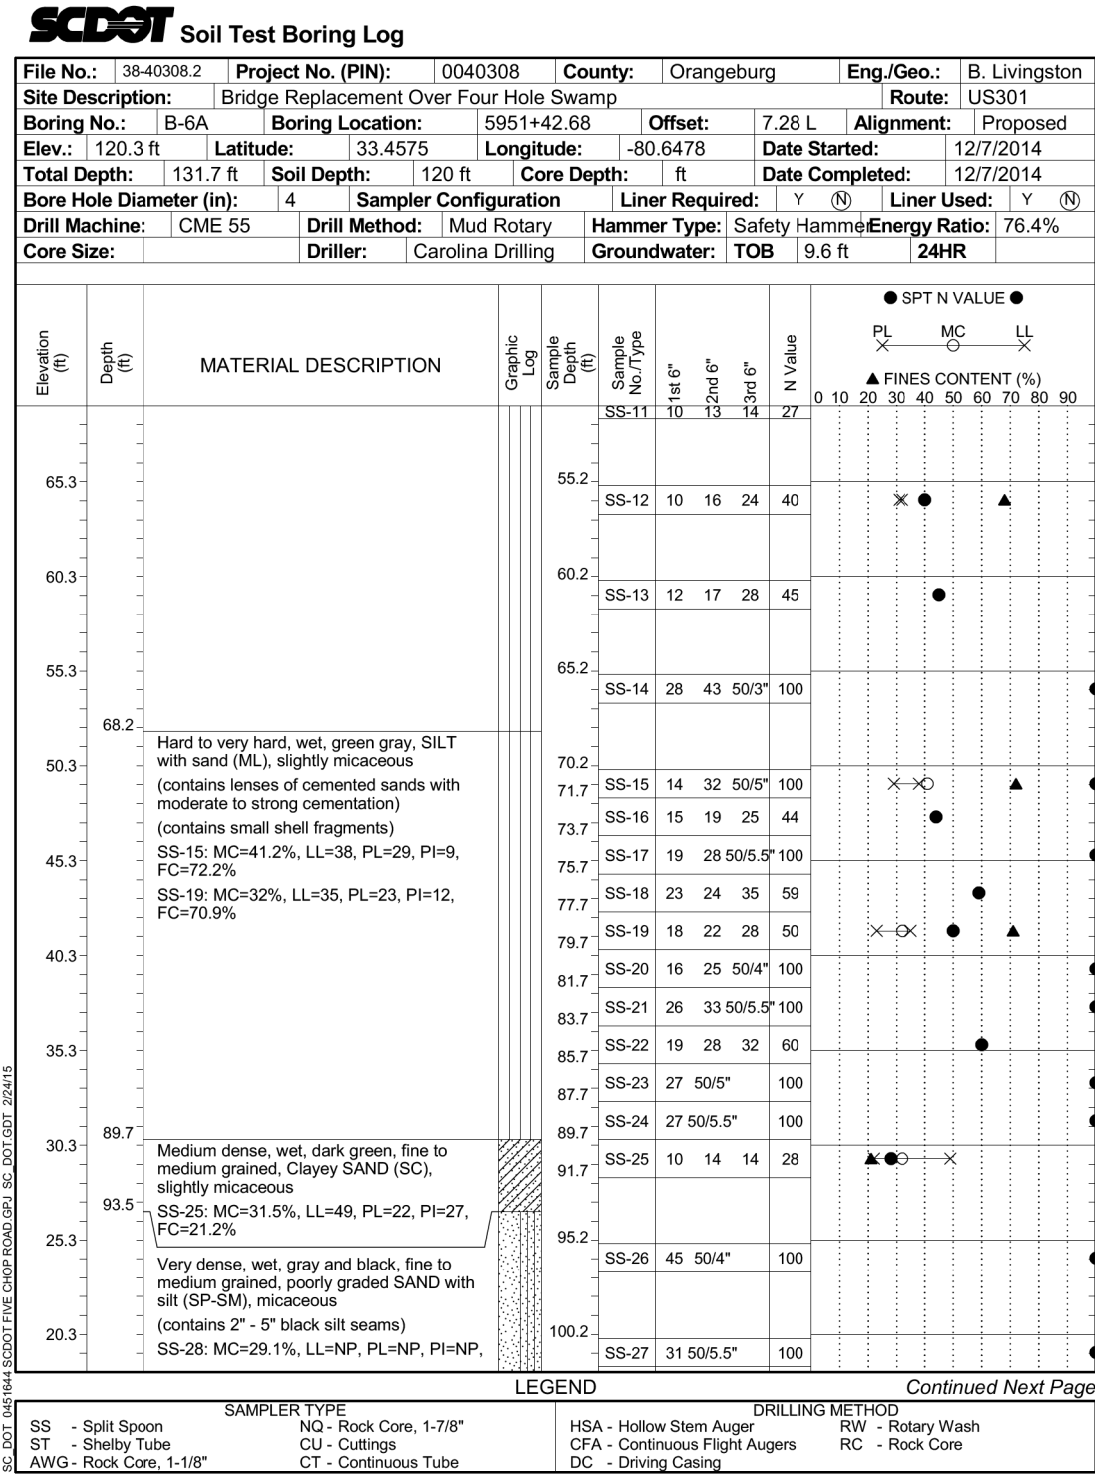 SCDOT Soil Test Boring Log
File No.: 38-40308.2 Project No. (PIN): 0040308 County: Orangeburg Eng./Geo.: B. Livingston
Site Description: Bridge Replacement Over Four Hole Swamp Route: US301
Boring No.: B-6A Boring Location: 5951+42.68 Offset: 7.28 L Alignment: Proposed
Elev.: 120.3 ft Latitude: 33.4575 Longitude: -80.6478 Date Started: 12/7/2014
Total Depth: 131.7 ft Soil Depth: 120 ft Core Depth: ft Date Completed: 12/7/2014
Bore Hole Diameter (in): 4 Sampler Configuration Liner Required: Y N Liner Used: Y N
Drill Machine: CME 55 Drill Method: Mud Rotary Hammer Type: Safety Hammer Energy Ratio: 76.4%
Core Size: Driller: Carolina Drilling Groundwater: TOB 9.6 ft 24HR
Elevation (ft) Depth (ft) MATERIAL DESCRIPTION Graphic Log Sample Depth (ft) Sample No./Type 1st 6" 2nd 6" 3rd 6" N Value
● SPT N VALUE ●
PL MC LL
▲ FINES CONTENT (%)
0 10 20 30 40 50 60 70 80 90
SS-11 10 13 14 27
65.3 55.2
SS-12 10 16 24 40
60.3 60.2
SS-13 12 17 28 45
55.3 65.2
SS-14 28 43 50/3" 100
68.2
Hard to very hard, wet, green gray, SILT
with sand (ML), slightly micaceous
50.3 70.2
(contains lenses of cemented sands with
moderate to strong cementation)
SS-15 14 32 50/5" 100
71.7
(contains small shell fragments)
SS-16 15 19 25 44
73.7
SS-15: MC=41.2%, LL=38, PL=29, PI=9,
FC=72.2%
SS-17 19 28 50/5.5" 100
45.3 75.7
SS-19: MC=32%, LL=35, PL=23, PI=12,
FC=70.9%
SS-18 23 24 35 59
77.7
SS-19 18 22 28 50
79.7
40.3
SS-20 16 25 50/4" 100
81.7
SS-21 26 33 50/5.5" 100
83.7
SS-22 19 28 32 60
35.3 85.7
SS-23 27 50/5" 100
87.7
SS-24 27 50/5.5" 100
89.7 89.7
30.3
Medium dense, wet, dark green, fine to
medium grained, Clayey SAND (SC),
slightly micaceous
SS-25 10 14 14 28
91.7
93.5
SS-25: MC=31.5%, LL=49, PL=22, PI=27,
FC=21.2%
25.3 95.2
Very dense, wet, gray and black, fine to
medium grained, poorly graded SAND with
silt (SP-SM), micaceous
SS-26 45 50/4" 100
(contains 2" - 5" black silt seams)
20.3 100.2
SS-28: MC=29.1%, LL=NP, PL=NP, PI=NP,
SS-27 31 50/5.5" 100
LEGEND Continued Next Page
SAMPLER TYPE DRILLING METHOD
SS - Split Spoon NQ - Rock Core, 1-7/8" HSA - Hollow Stem Auger RW - Rotary Wash
ST - Shelby Tube CU - Cuttings CFA - Continuous Flight Augers RC - Rock Core
AWG - Rock Core, 1-1/8" CT - Continuous Tube DC - Driving Casing
SC_DOT 0451644 SCDOT FIVE CHOP ROAD.GPJ SC_DOT.GDT 2/24/15